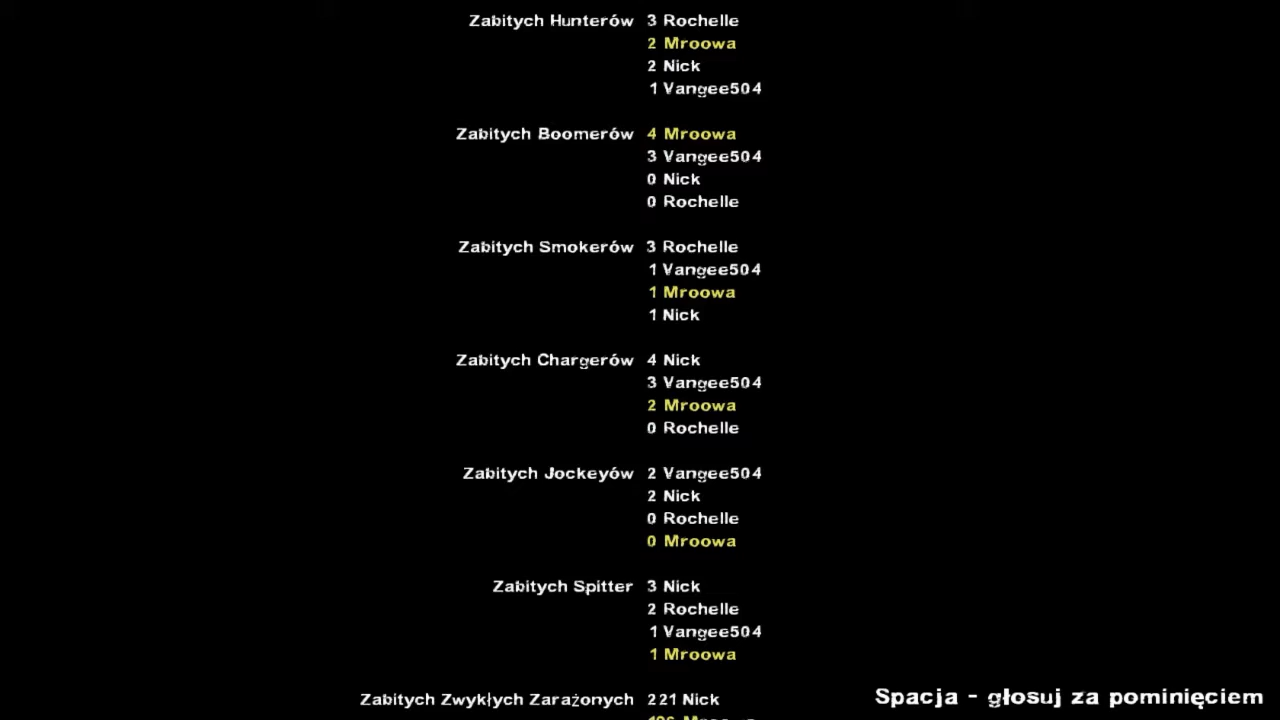 Zabitych Hunterów 3 Rochelle
2 Mroowa
2 Nick
1 Vangee504
Zabitych Boomerów 4 Mroowa
3 Vangee504
0 Nick
0 Rochelle
Zabitych Smokerów 3 Rochelle
1 Vangee504
1 Mroowa
1 Nick
Zabitych Chargerów 4 Nick
3 Vangee504
2 Mroowa
0 Rochelle
Zabitych Jockeyów 2 Vangee504
2 Nick
0 Rochelle
0 Mroowa
Zabitych Spitter 3 Nick
2 Rochelle
1 Vangee504
1 Mroowa
Zabitych Zwykłych Zarażonych 221 Nick
Spacja - głosuj za pominięciem